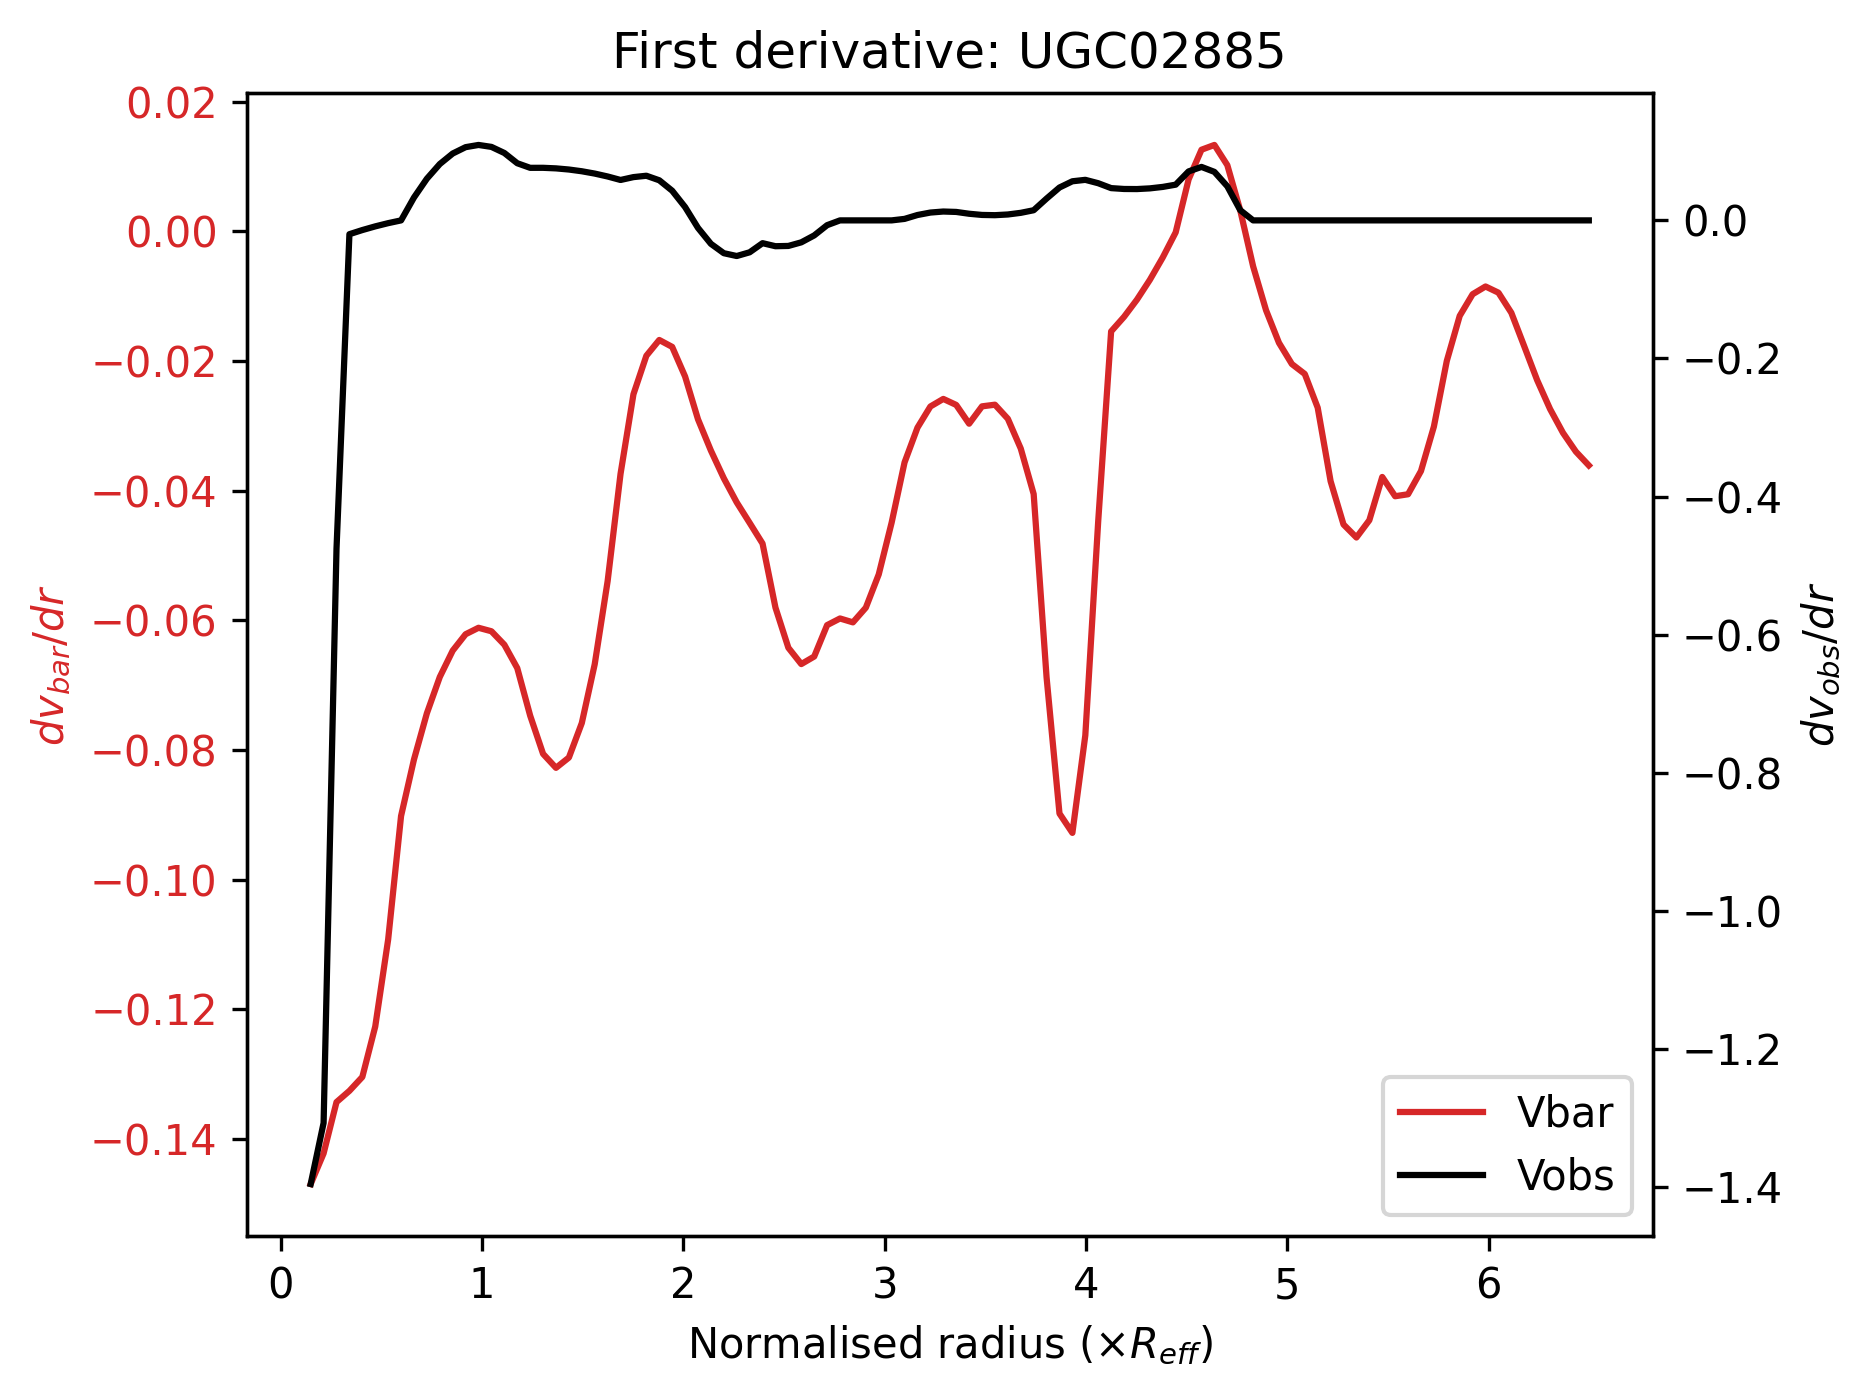 First derivative: UGC02885
0.02
0.00
−0.02
−0.04
−0.06
−0.08
−0.10
−0.12
−0.14
dv_bar/dr
0.0
−0.2
−0.4
−0.6
−0.8
−1.0
−1.2
−1.4
dv_obs/dr
Vbar
Vobs
0 1 2 3 4 5 6
Normalised radius (×R_eff)